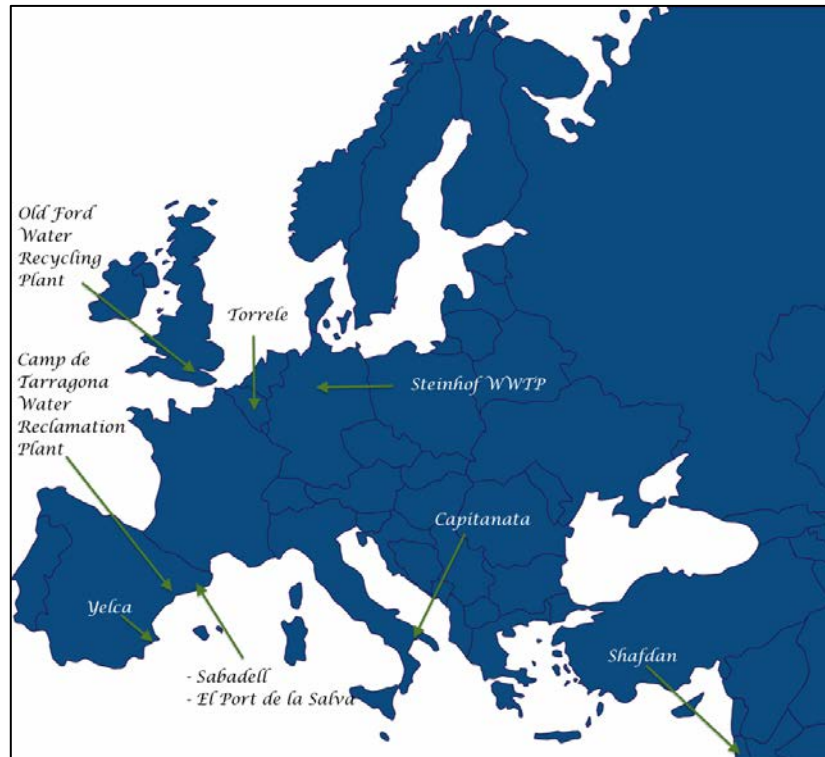 Old Ford
Water
Recycling
Plant
Torrele
Camp de
Tarragona
Water
Reclamation
Plant
Steinhof WWTP
Capitanata
Yelca
Shafdan
- Sabadell
- El Port de la Salva